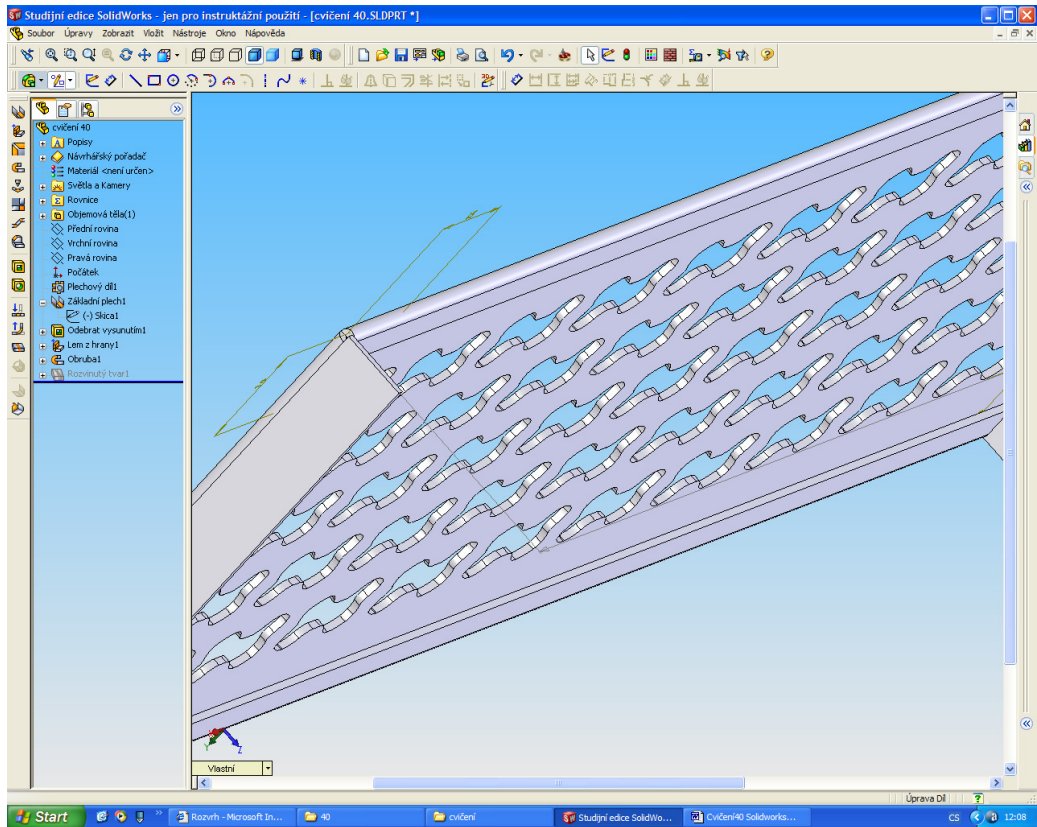 Studijní edice SolidWorks - jen pro instruktážní použití - [cvičení 40.SLDPRT *]
Soubor Úpravy Zobrazit Vložit Nástroje Okno Nápověda
cvičení 40
Popisy
Návrhářský pořadač
Materiál <není určen>
Světla a Kamery
Rovnice
Objemová těla(1)
Přední rovina
Vrchní rovina
Pravá rovina
Počátek
Plechový díl1
Základní plech1
(-) Skica1
Odebrat vysunutím1
Lem z hrany1
Obruba1
Rozvinutý tvar1
Y
Z
Vlastní
Úprava Díl
Start
Rozvrh - Microsoft In...
40
cvičení
Studijní edice SolidWo...
Cvičení40 Solidworks...
CS
12:08